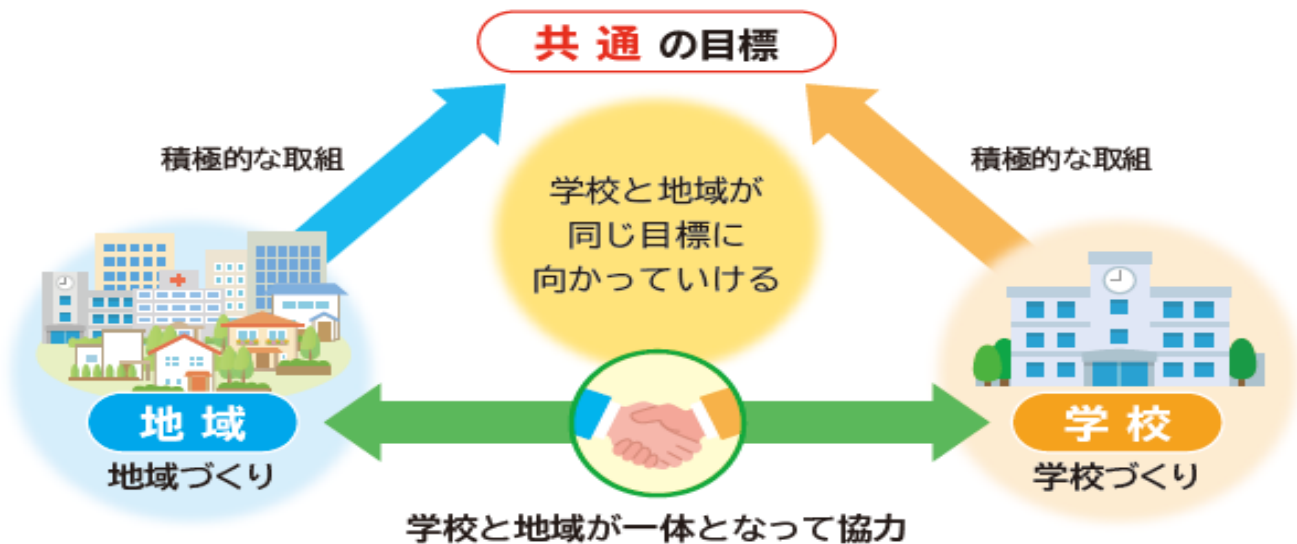 共通の目標
積極的な取組
積極的な取組
学校と地域が
同じ目標に
向かっていける
地域
地域づくり
学校
学校づくり
学校と地域が一体となって協力